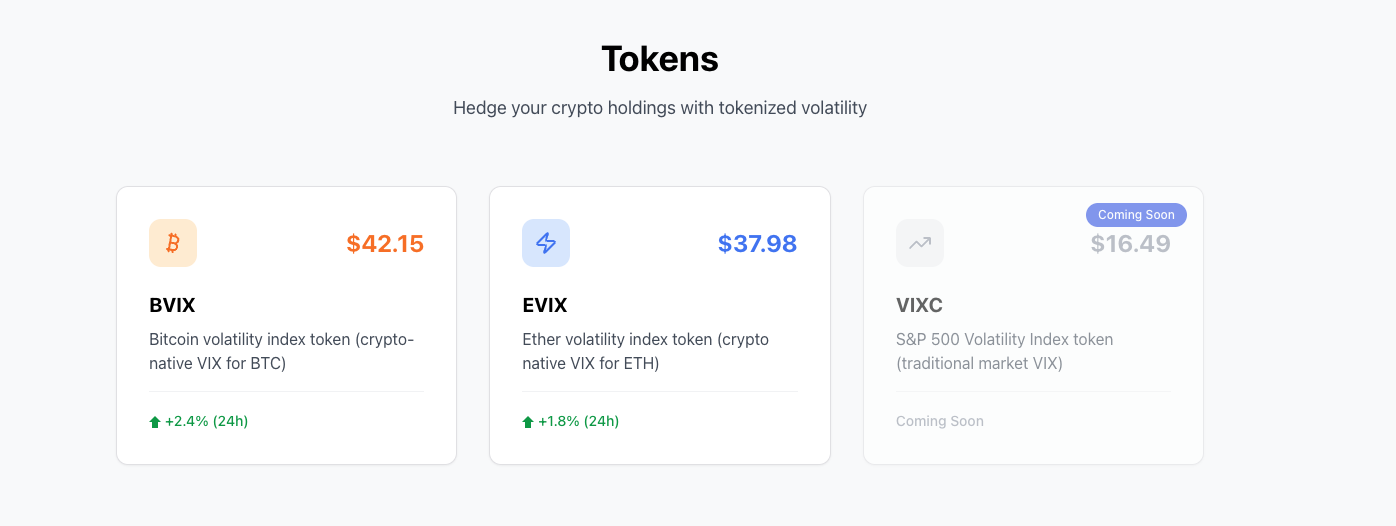 Tokens
Hedge your crypto holdings with tokenized volatility
$42.15
BVIX
Bitcoin volatility index token (crypto-
native VIX for BTC)
+2.4% (24h)
$37.98
EVIX
Ether volatility index token (crypto
native VIX for ETH)
+1.8% (24h)
Coming Soon
$16.49
VIXC
S&P 500 Volatility Index token
(traditional market VIX)
Coming Soon